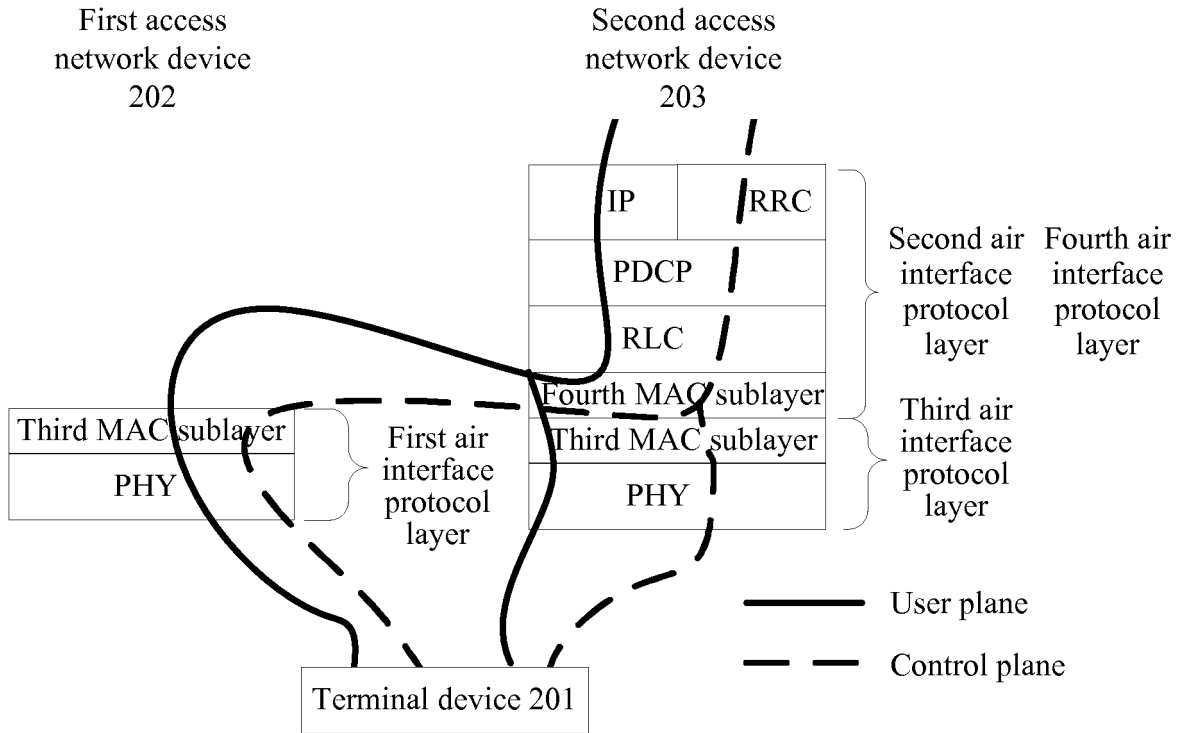 First access
network device
202
Second access
network device
203
IP
RRC
PDCP
RLC
Fourth MAC sublayer
Third MAC sublayer
PHY
Second air
interface
protocol
layer
Fourth air
interface
protocol
layer
Third air
interface
protocol
layer
Third MAC sublayer
PHY
First air
interface
protocol
layer
User plane
Control plane
Terminal device 201